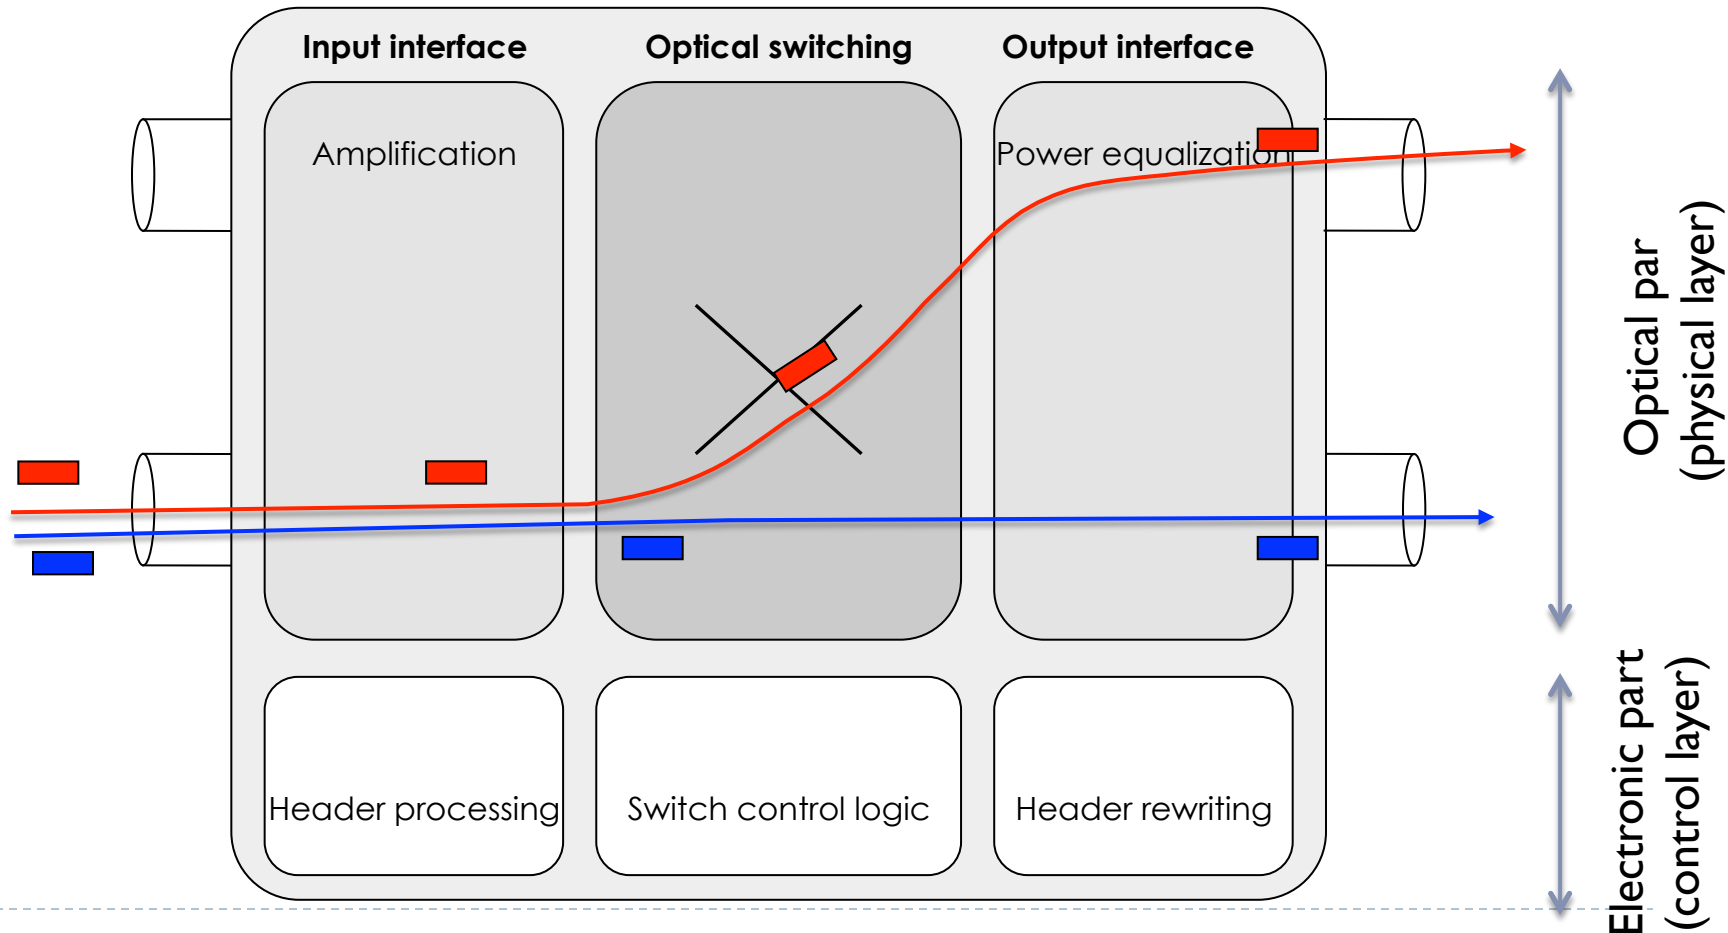 Input interface
Optical switching
Output interface
Amplification
Power equalization
Header processing
Switch control logic
Header rewriting
Optical par
(physical layer)
Electronic part
(control layer)